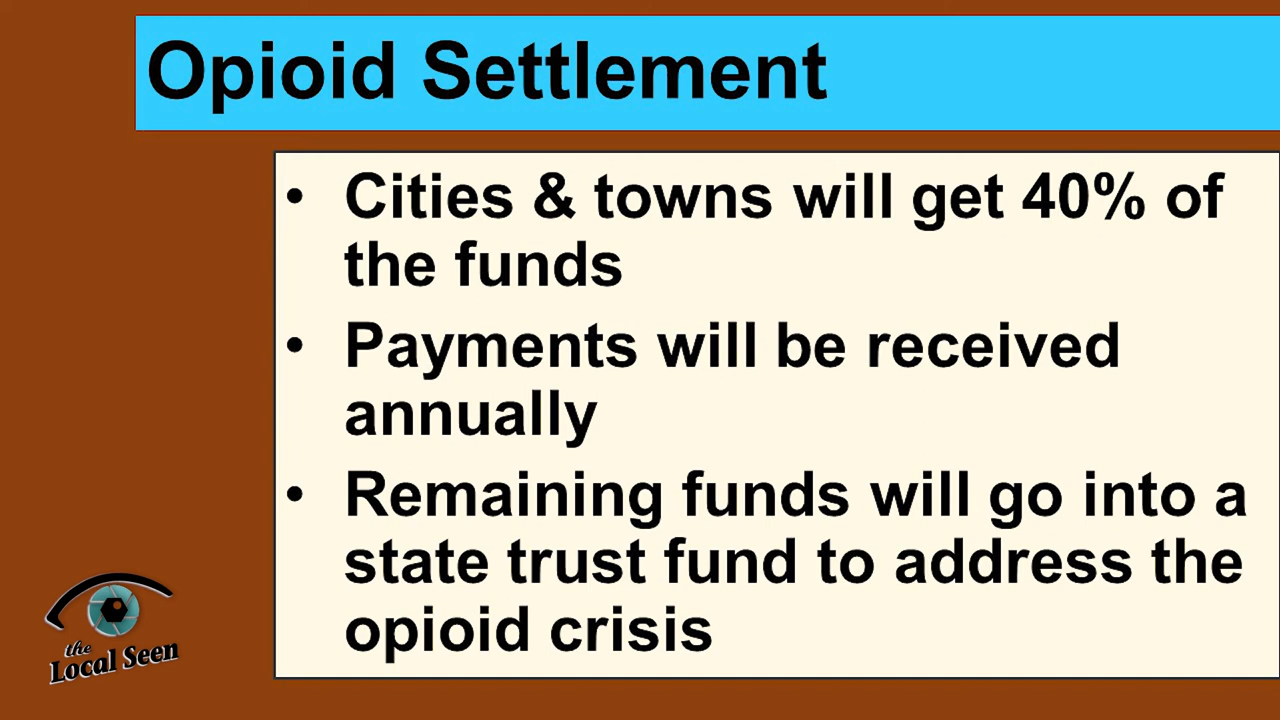 Opioid Settlement
• Cities & towns will get 40% of
the funds
• Payments will be received
annually
• Remaining funds will go into a
state trust fund to address the
opioid crisis
the
Local Seen